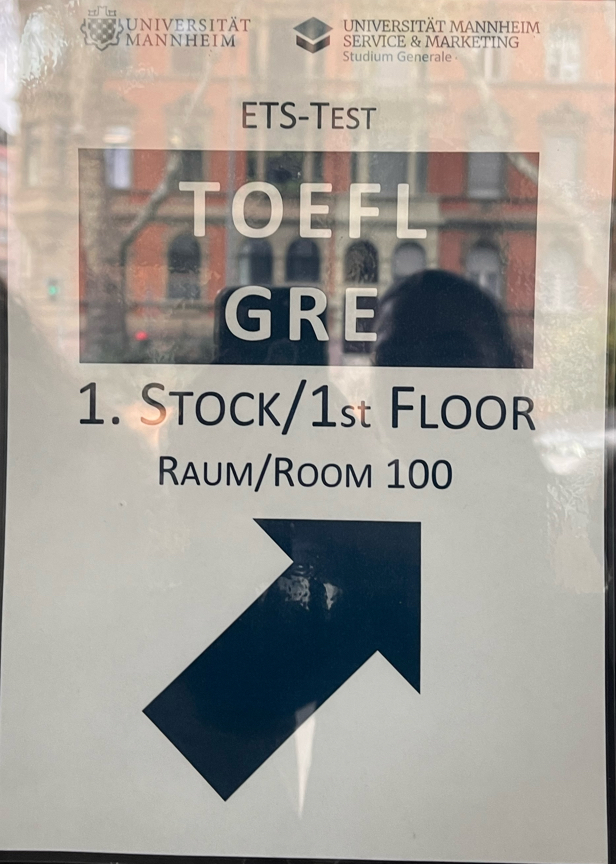 UNIVERSITÄT
MANNHEIM
UNIVERSITÄT MANNHEIM
SERVICE & MARKETING
Studium Generale
ETS-TEST
TOEFL
GRE
1. STOCK/1st FLOOR
RAUM/ROOM 100